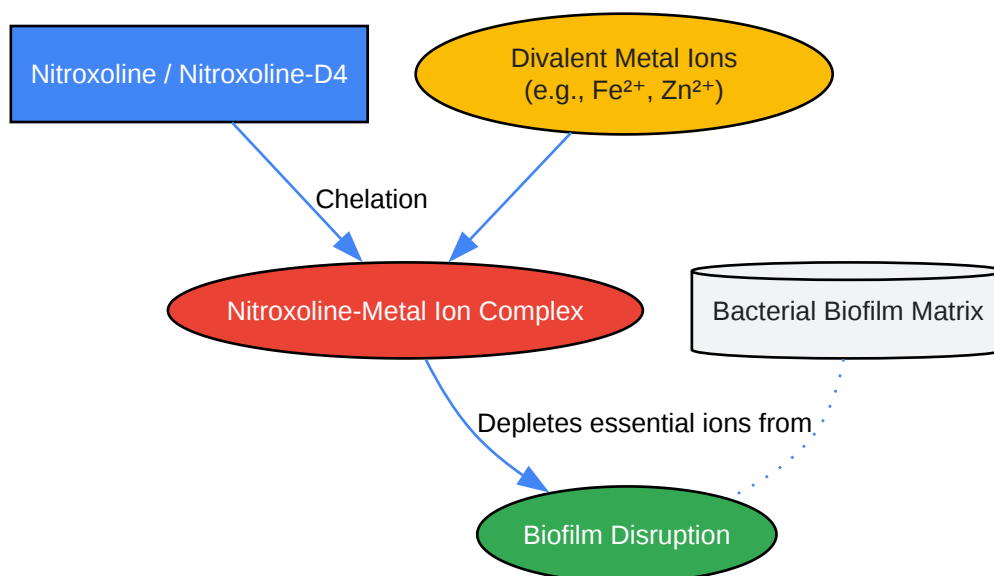 Nitroxoline / Nitroxoline-D4
Divalent Metal Ions
(e.g., Fe²⁺, Zn²⁺)
Chelation
Nitroxoline-Metal Ion Complex
Bacterial Biofilm Matrix
Depletes essential ions from
Biofilm Disruption